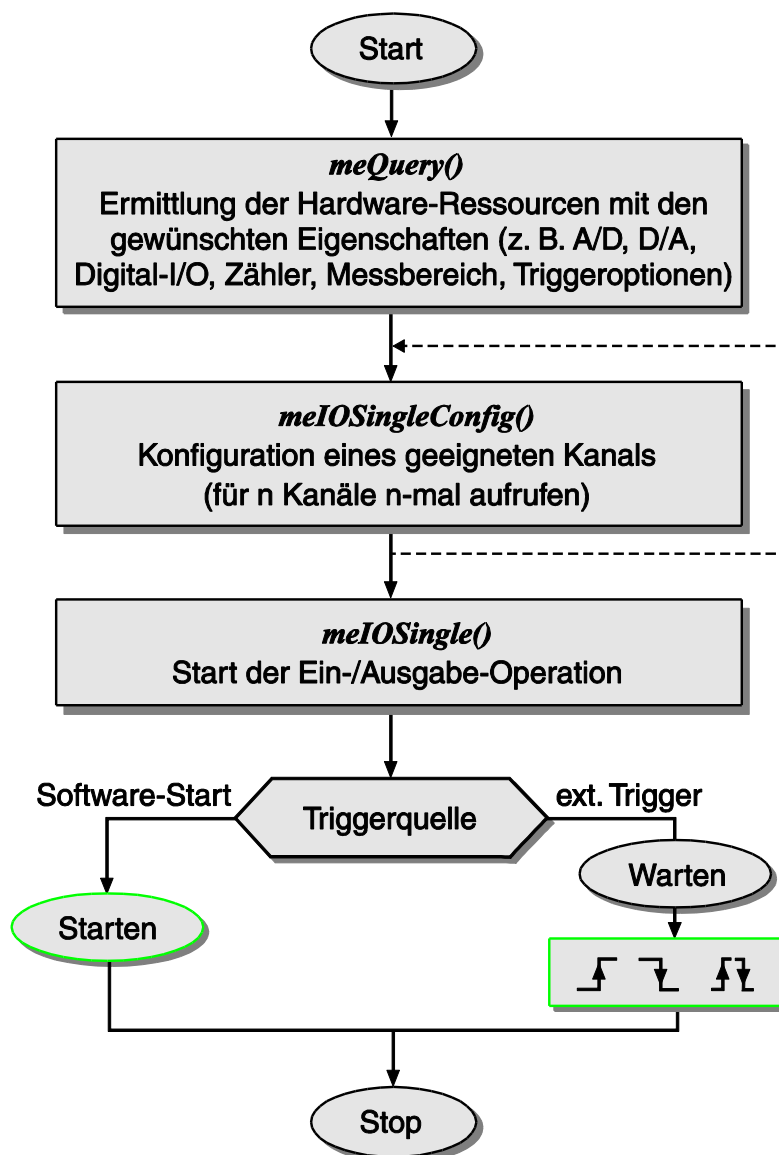 Start
meQuery()
Ermittlung der Hardware-Ressourcen mit den
gewünschten Eigenschaften (z. B. A/D, D/A,
Digital-I/O, Zähler, Messbereich, Triggeroptionen)
meIOSingleConfig()
Konfiguration eines geeigneten Kanals
(für n Kanäle n-mal aufrufen)
meIOSingle()
Start der Ein-/Ausgabe-Operation
Software-Start
Triggerquelle
ext. Trigger
Warten
Starten
Stop